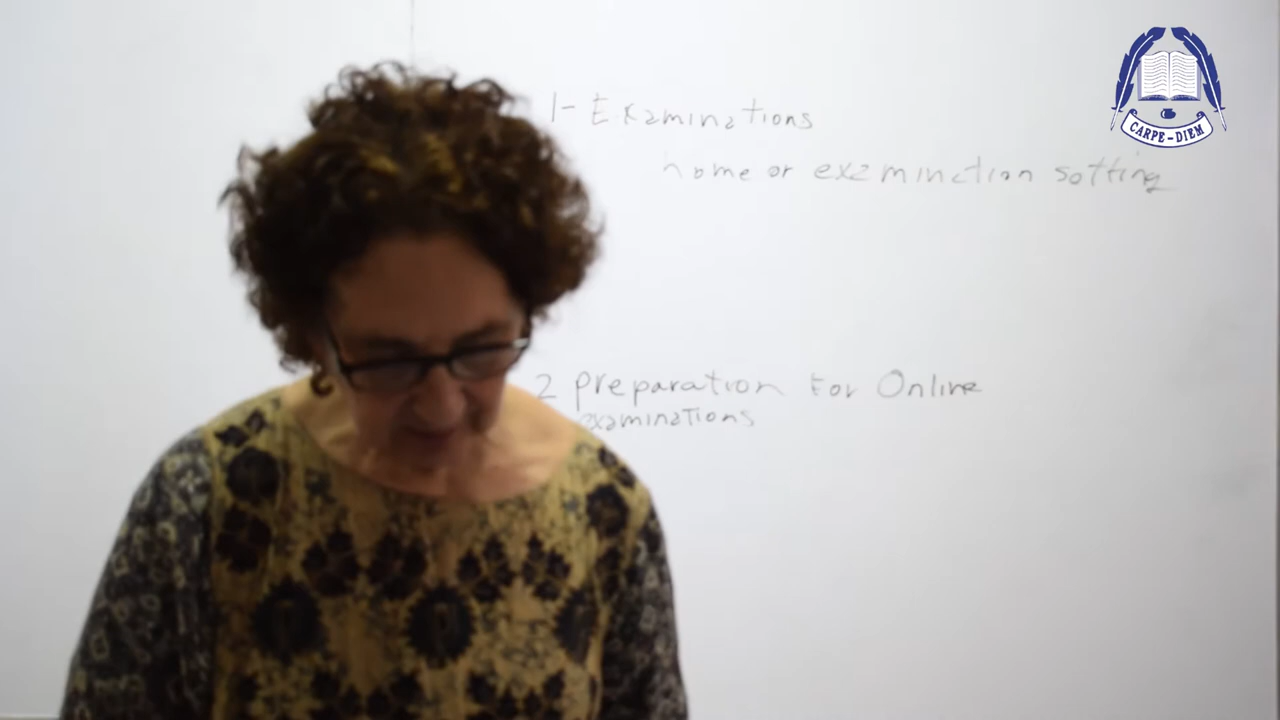 1- Examinations
home or examination setting
2 preparation For Online
examinations
CARPE-DIEM